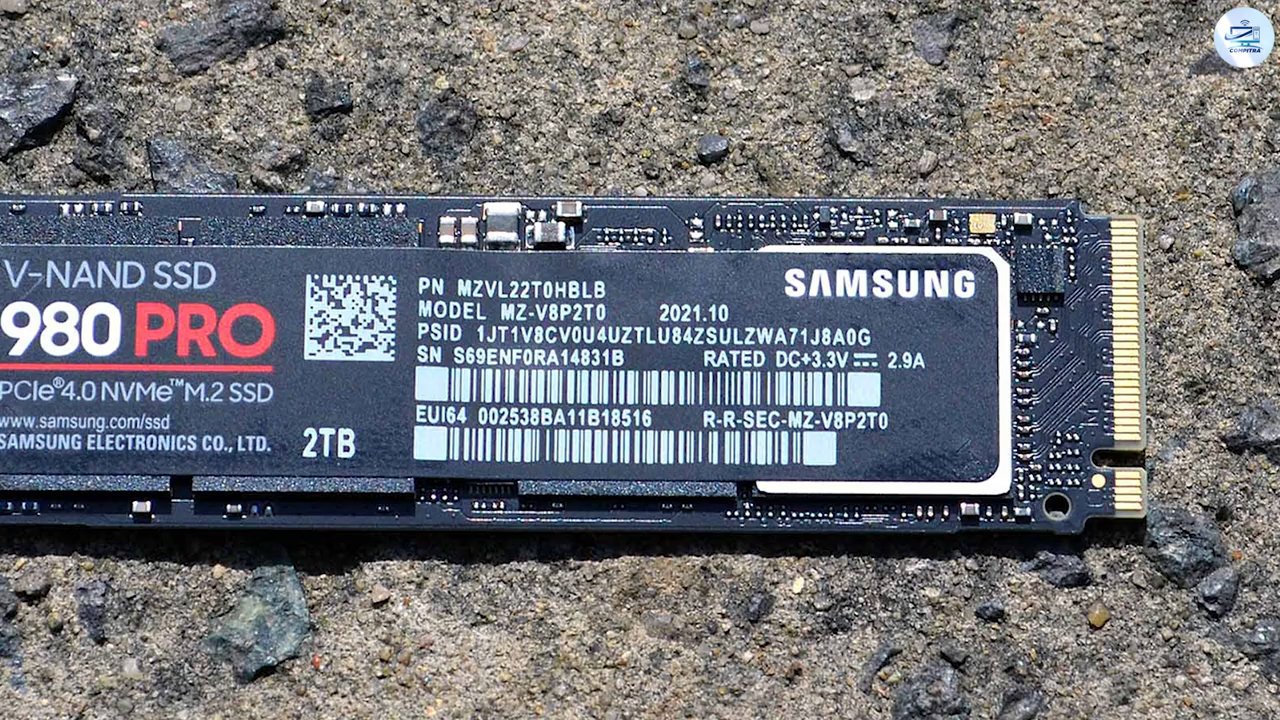 COMPITRA
V-NAND SSD
980 PRO
PCIe®4.0 NVMe™M.2 SSD
www.samsung.com/ssd
SAMSUNG ELECTRONICS CO., LTD.
2TB
SAMSUNG
PN MZVL22T0HBLB
MODEL MZ-V8P2T0 2021.10
PSID 1JT1V8CV0U4UZTLU84ZSULZWA71J8A0G
SN S69ENF0RA14831B RATED DC+3.3V⎓ 2.9A
EUI64 002538BA11B18516 R-R-SEC-MZ-V8P2T0